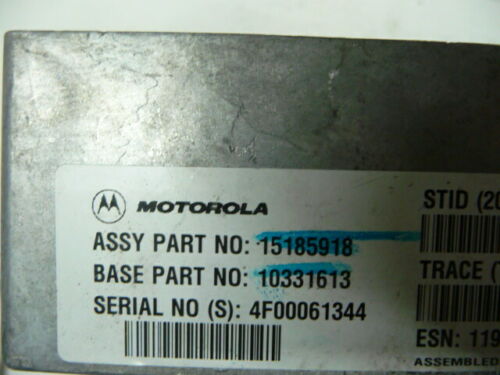 MOTOROLA
STID (20
ASSY PART NO: 15185918
BASE PART NO: 10331613
TRACE (
SERIAL NO (S): 4F00061344
ESN: 119
ASSEMBLED